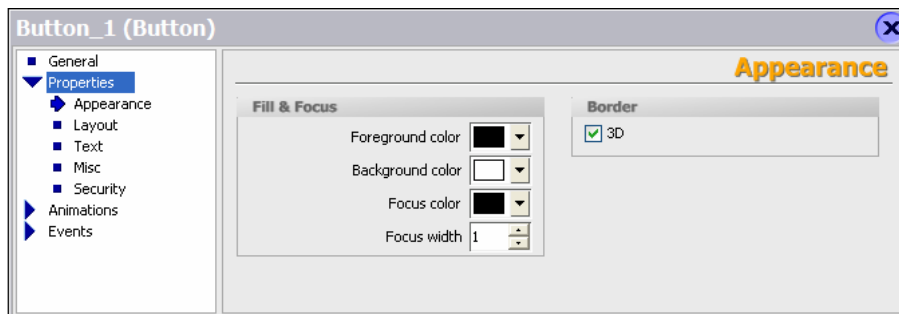 Button_1 (Button)
General
Properties
Appearance
Layout
Text
Misc
Security
Animations
Events
Appearance
Fill & Focus
Foreground color
Background color
Focus color
Focus width 1
Border
3D